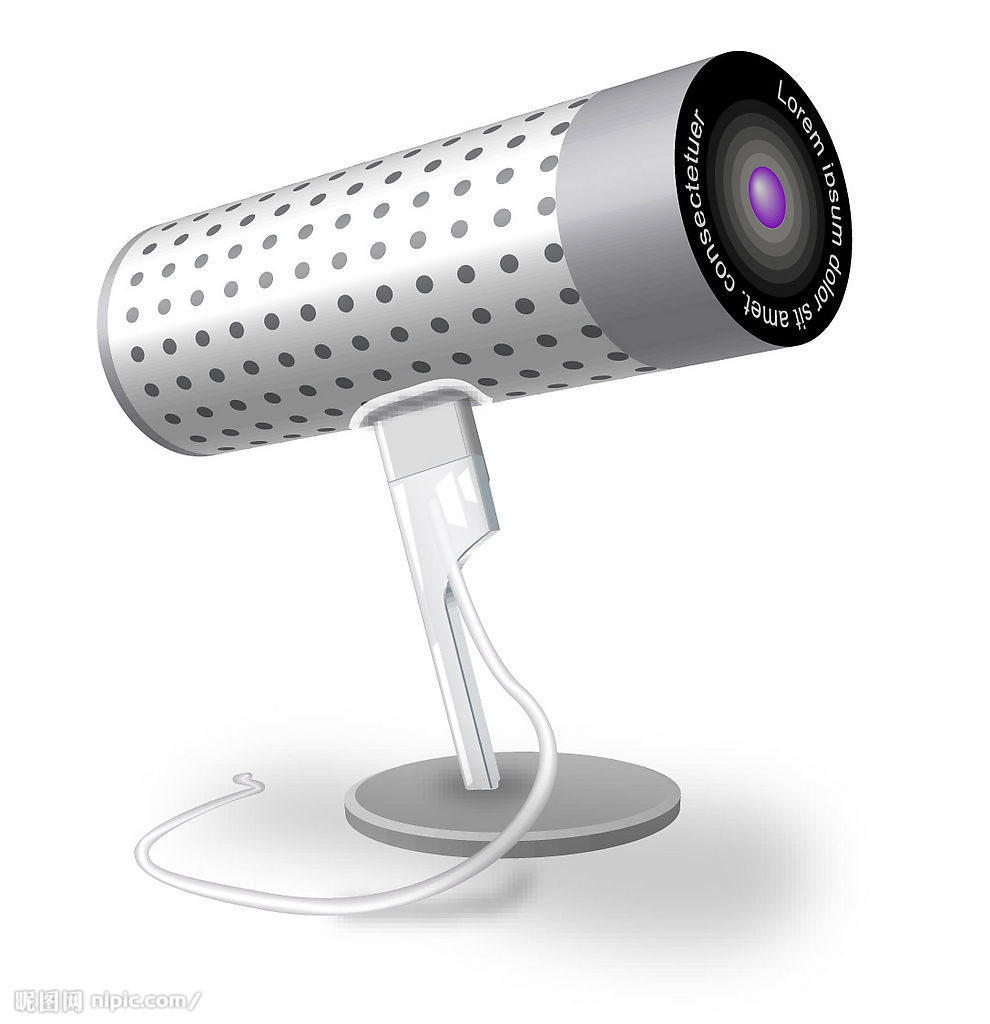 Lorem ipsum dolor sit amet, consectetuer
昵图网 nipic.com/